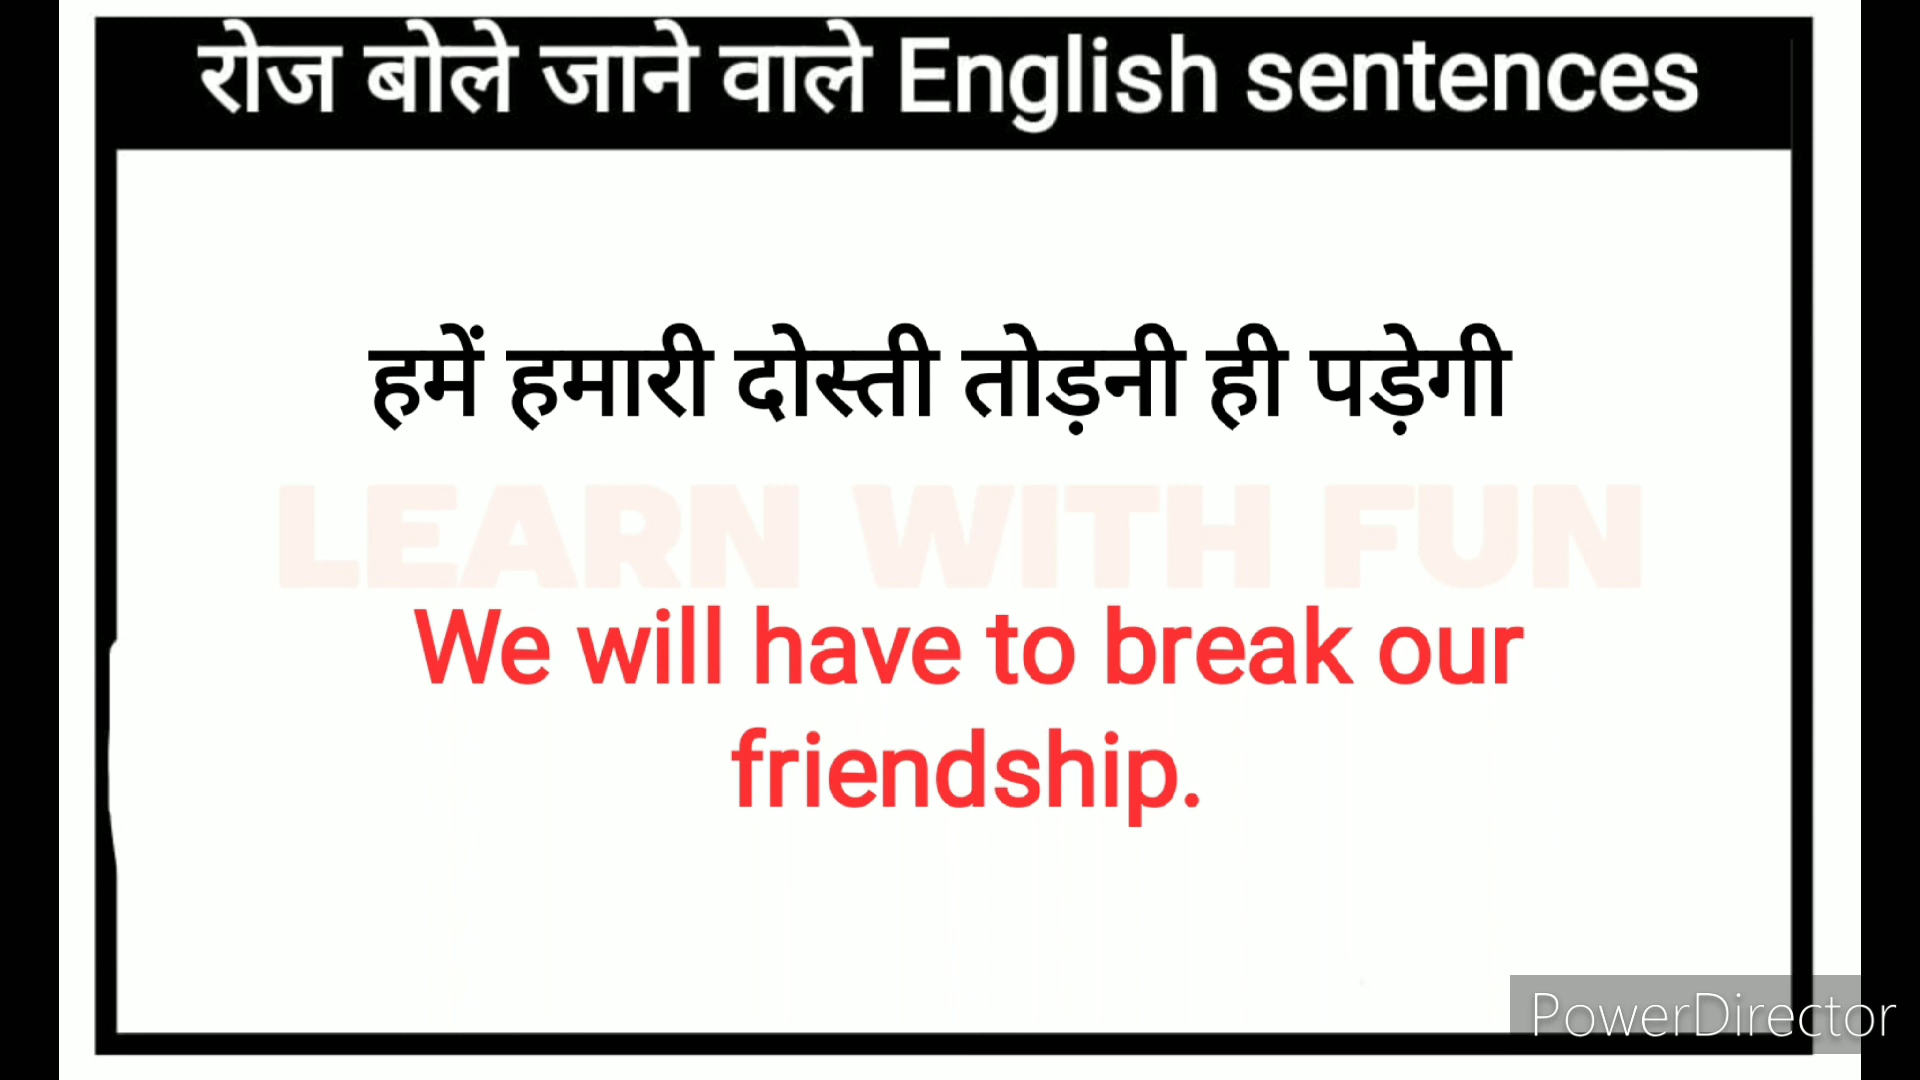 रोज बोले जाने वाले English sentences
हमें हमारी दोस्ती तोड़नी ही पड़ेगी
LEARN WITH FUN
We will have to break our
friendship.
PowerDirector